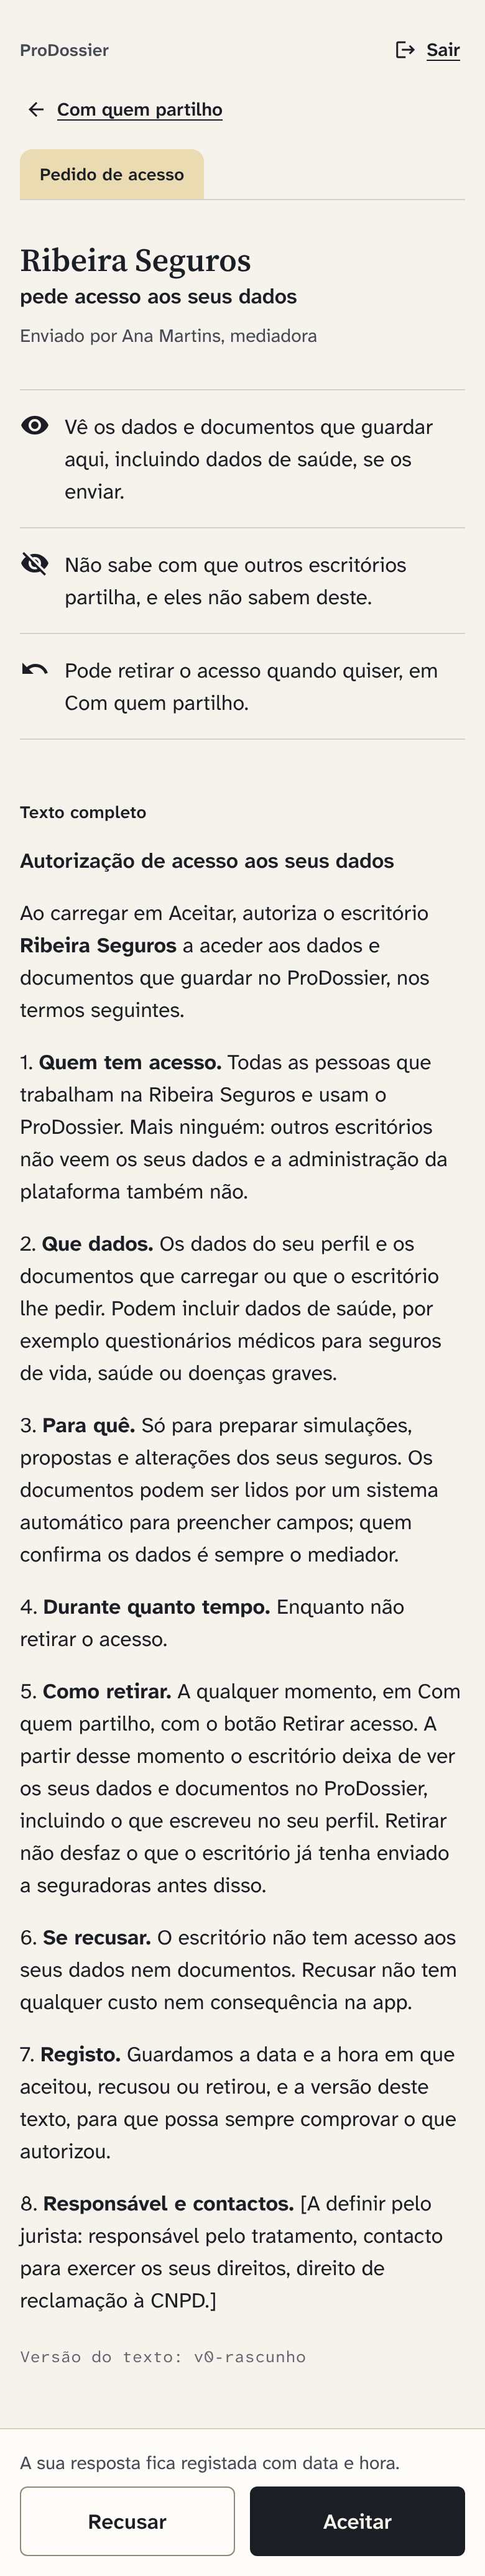 ProDossier
Sair
Com quem partilho
Pedido de acesso
Ribeira Seguros
pede acesso aos seus dados
Enviado por Ana Martins, mediadora
Vê os dados e documentos que guardar
aqui, incluindo dados de saúde, se os
enviar.
Não sabe com que outros escritórios
partilha, e eles não sabem deste.
Pode retirar o acesso quando quiser, em
Com quem partilho.
Texto completo
Autorização de acesso aos seus dados
Ao carregar em Aceitar, autoriza o escritório
Ribeira Seguros a aceder aos dados e
documentos que guardar no ProDossier, nos
termos seguintes.
1. Quem tem acesso. Todas as pessoas que
trabalham na Ribeira Seguros e usam o
ProDossier. Mais ninguém: outros escritórios
não veem os seus dados e a administração da
plataforma também não.
2. Que dados. Os dados do seu perfil e os
documentos que carregar ou que o escritório
lhe pedir. Podem incluir dados de saúde, por
exemplo questionários médicos para seguros
de vida, saúde ou doenças graves.
3. Para quê. Só para preparar simulações,
propostas e alterações dos seus seguros. Os
documentos podem ser lidos por um sistema
automático para preencher campos; quem
confirma os dados é sempre o mediador.
4. Durante quanto tempo. Enquanto não
retirar o acesso.
5. Como retirar. A qualquer momento, em Com
quem partilho, com o botão Retirar acesso. A
partir desse momento o escritório deixa de ver
os seus dados e documentos no ProDossier,
incluindo o que escreveu no seu perfil. Retirar
não desfaz o que o escritório já tenha enviado
a seguradoras antes disso.
6. Se recusar. O escritório não tem acesso aos
seus dados nem documentos. Recusar não tem
qualquer custo nem consequência na app.
7. Registo. Guardamos a data e a hora em que
aceitou, recusou ou retirou, e a versão deste
texto, para que possa sempre comprovar o que
autorizou.
8. Responsável e contactos. [A definir pelo
jurista: responsável pelo tratamento, contacto
para exercer os seus direitos, direito de
reclamação à CNPD.]
Versão do texto: v0-rascunho
A sua resposta fica registada com data e hora.
Recusar
Aceitar